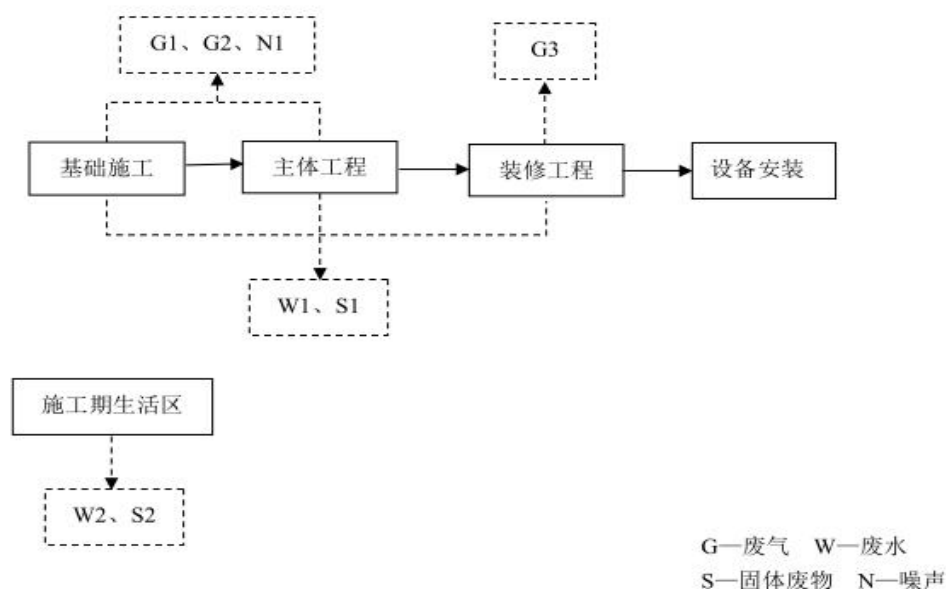 G1、G2、N1
G3
基础施工
主体工程
装修工程
设备安装
W1、S1
施工期生活区
W2、S2
G—废气 W—废水
S—固体废物 N—噪声